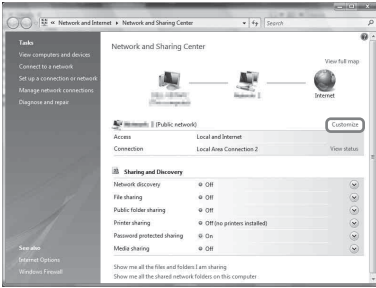 « Network and Internet ▸ Network and Sharing Center
Search
Tasks
View computers and devices
Connect to a network
Set up a connection or network
Manage network connections
Diagnose and repair
See also
Internet Options
Windows Firewall
Network and Sharing Center
View full map
Internet
(Public network)
Customize
Access Local and Internet
Connection Local Area Connection 2 View status
Sharing and Discovery
Network discovery Off
File sharing Off
Public folder sharing Off
Printer sharing Off (no printers installed)
Password protected sharing On
Media sharing Off
Show me all the files and folders I am sharing
Show me all the shared network folders on this computer